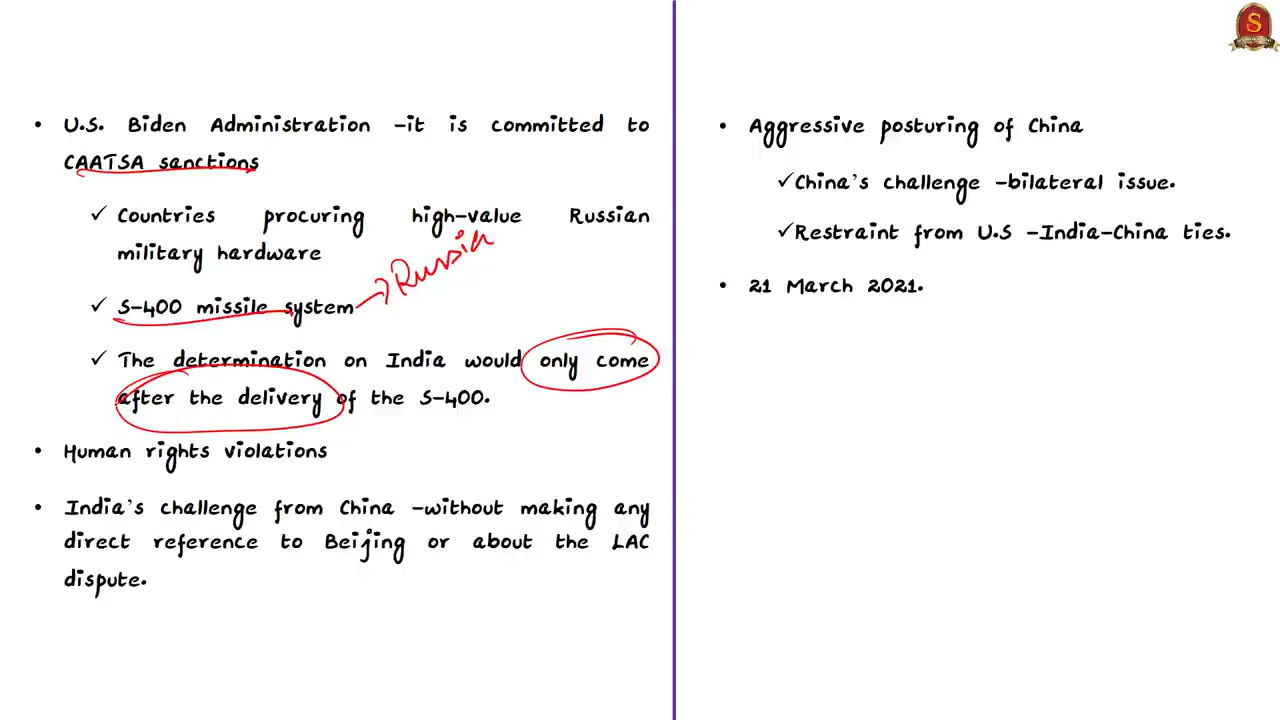 • U.S. Biden Administration -it is committed to
CAATSA sanctions
✓ Countries procuring high-value Russian
military hardware
✓ S-400 missile system → Russia
✓ The determination on India would only come
after the delivery of the S-400.
• Human rights violations
• India's challenge from China -without making any
direct reference to Beijing or about the LAC
dispute.
• Aggressive posturing of China
✓ China's challenge -bilateral issue.
✓ Restraint from U.S -India-China ties.
• 21 March 2021.
S